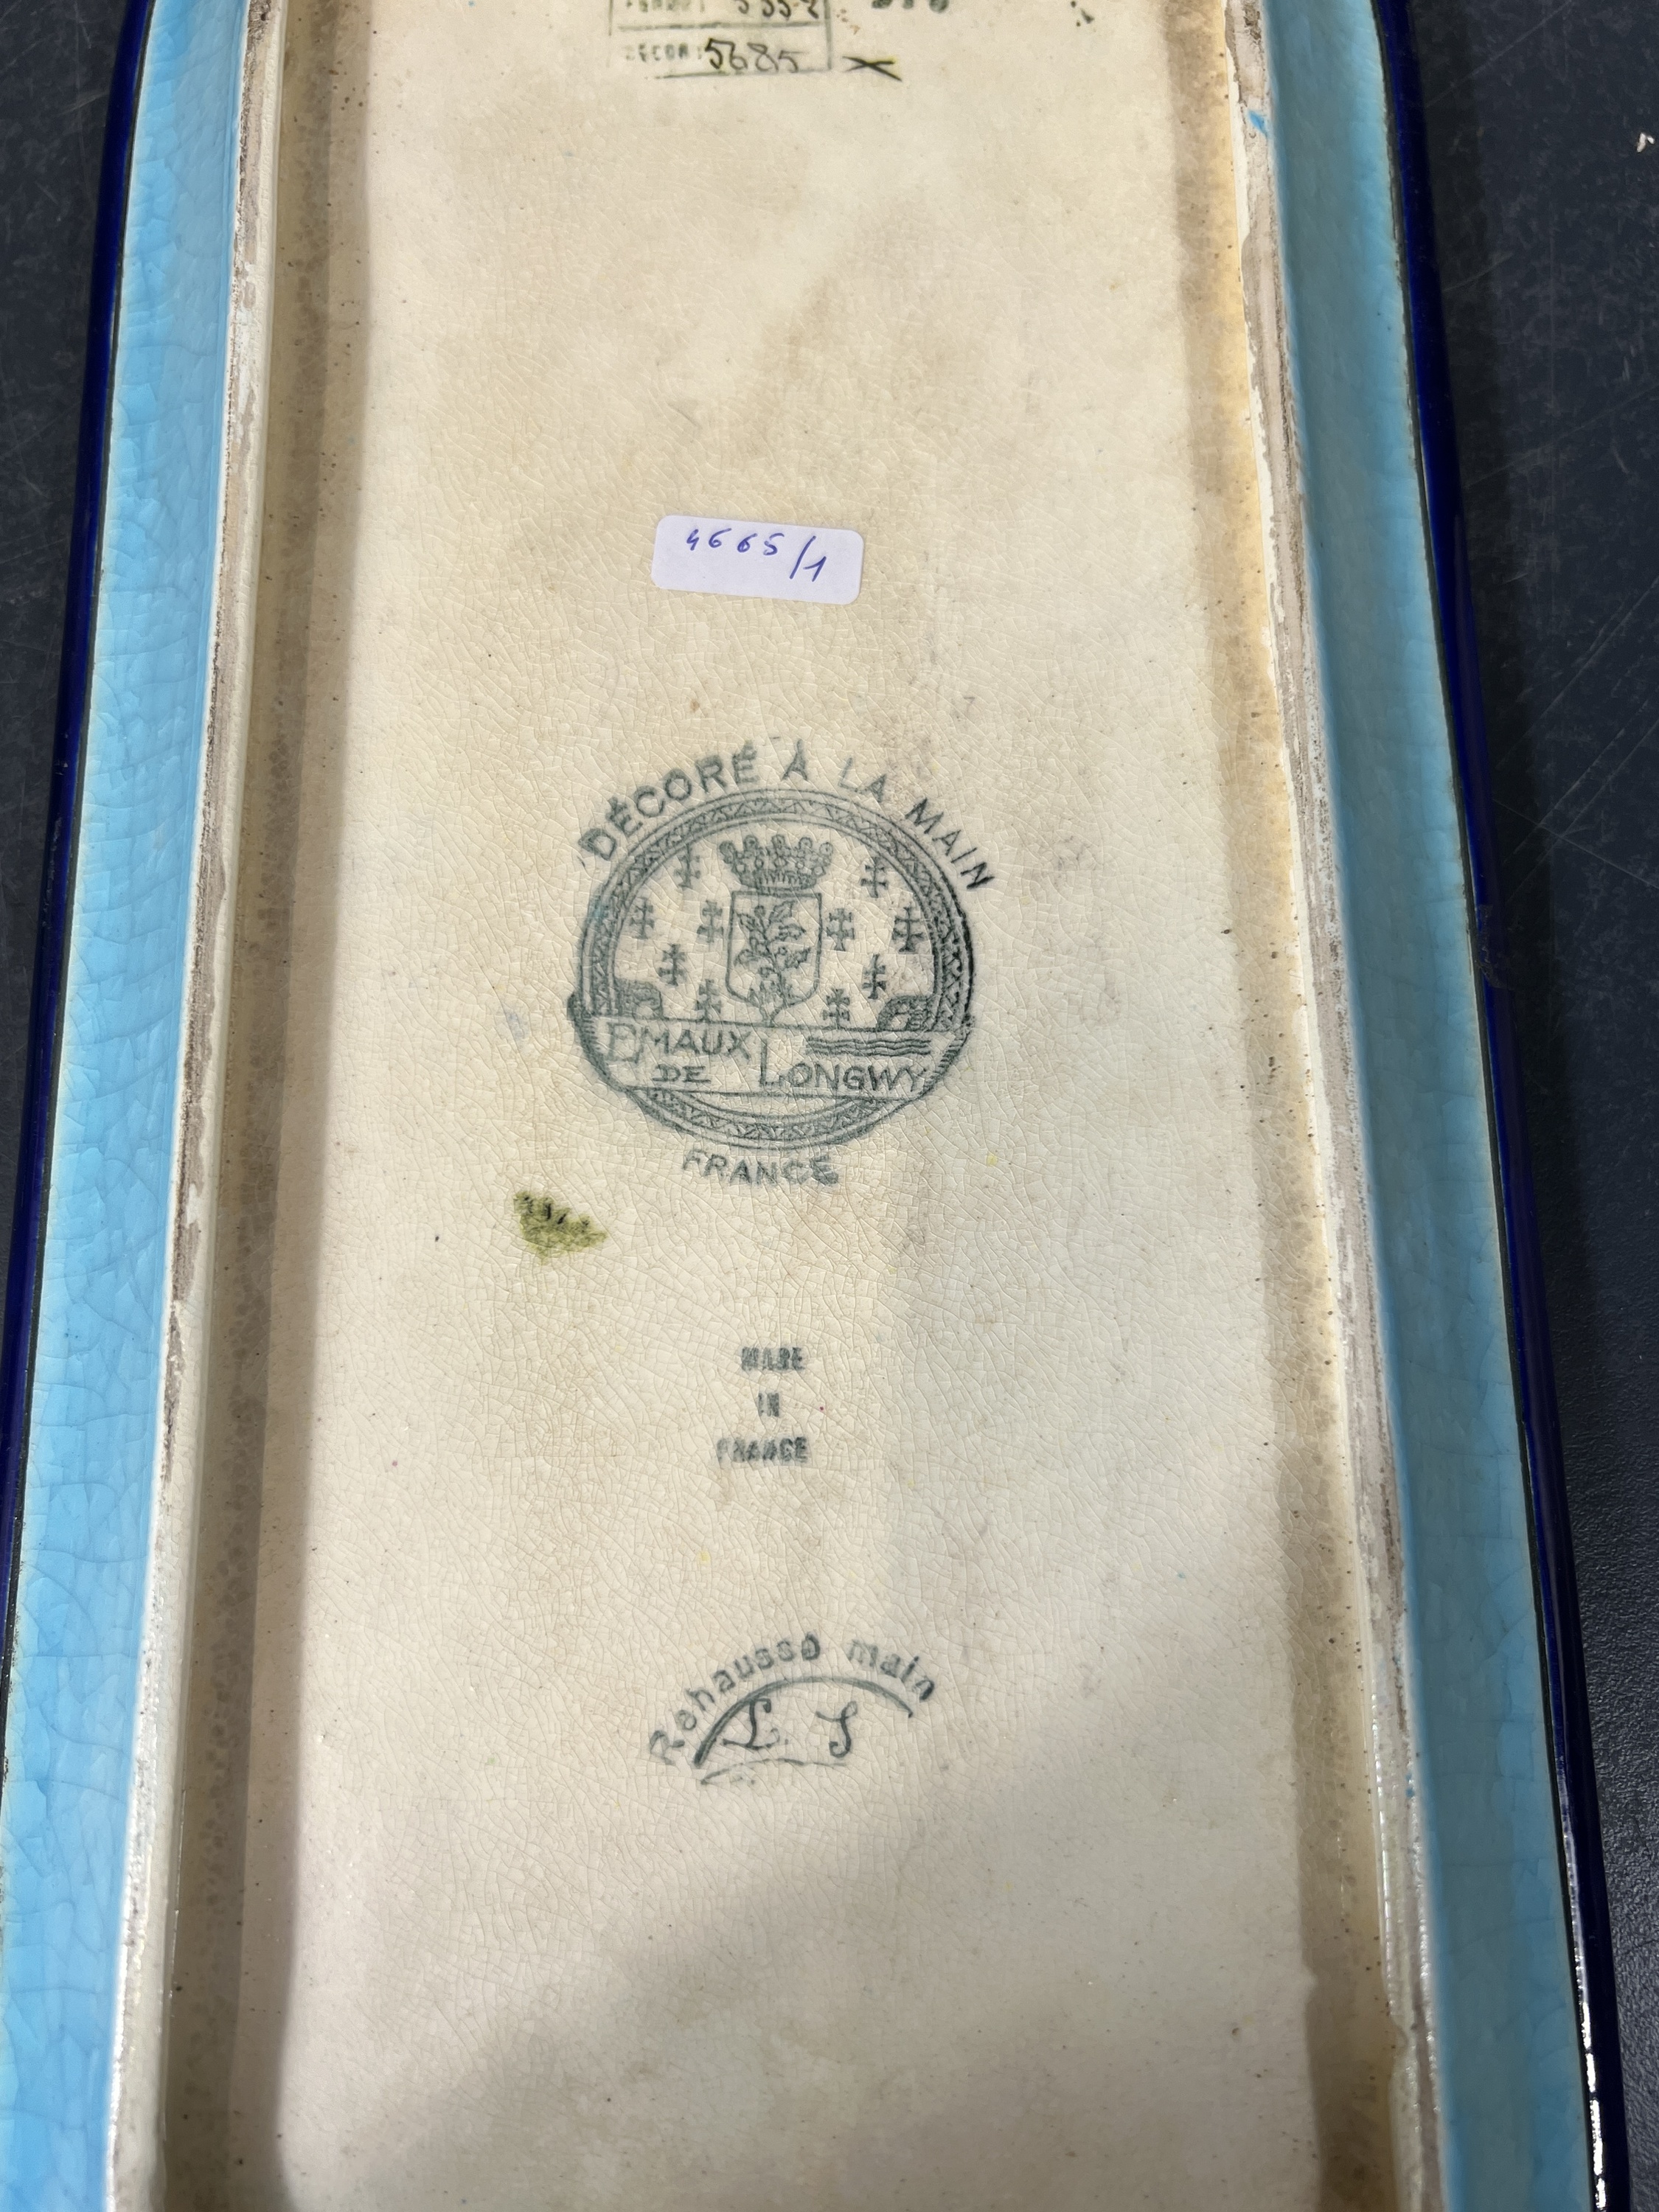 5685
4665/1
DÉCORÉ À LA MAIN
EMAUX
DE LONGWY
FRANCE
MADE
IN
FRANCE
Rehaussé main
L S